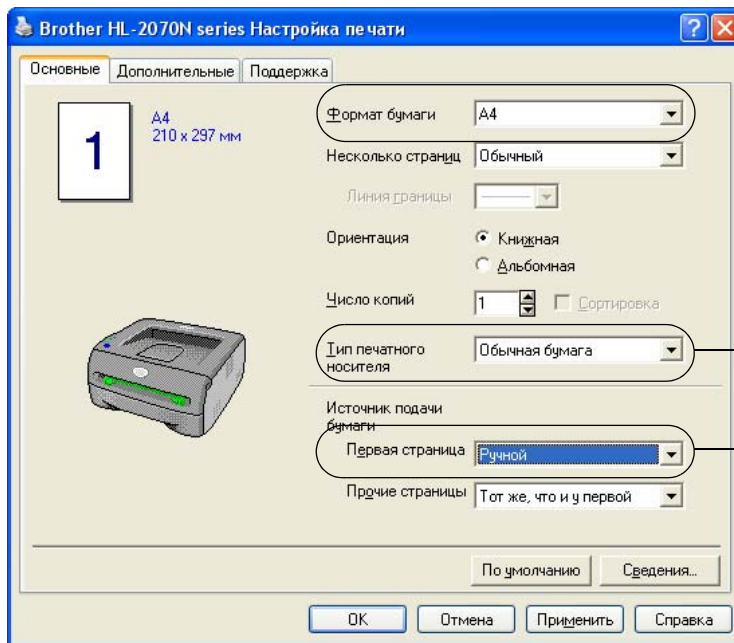 Brother HL-2070N series Настройка печати
Основные Дополнительные Поддержка
1
A4
210 x 297 мм
Формат бумаги A4
Несколько страниц Обычный
Линия границы
Ориентация Книжная
Альбомная
Число копий 1 Сортировка
Тип печатного носителя Обычная бумага
Источник подачи бумаги
Первая страница Ручной
Прочие страницы Тот же, что и у первой
По умолчанию Сведения...
OK Отмена Применить Справка